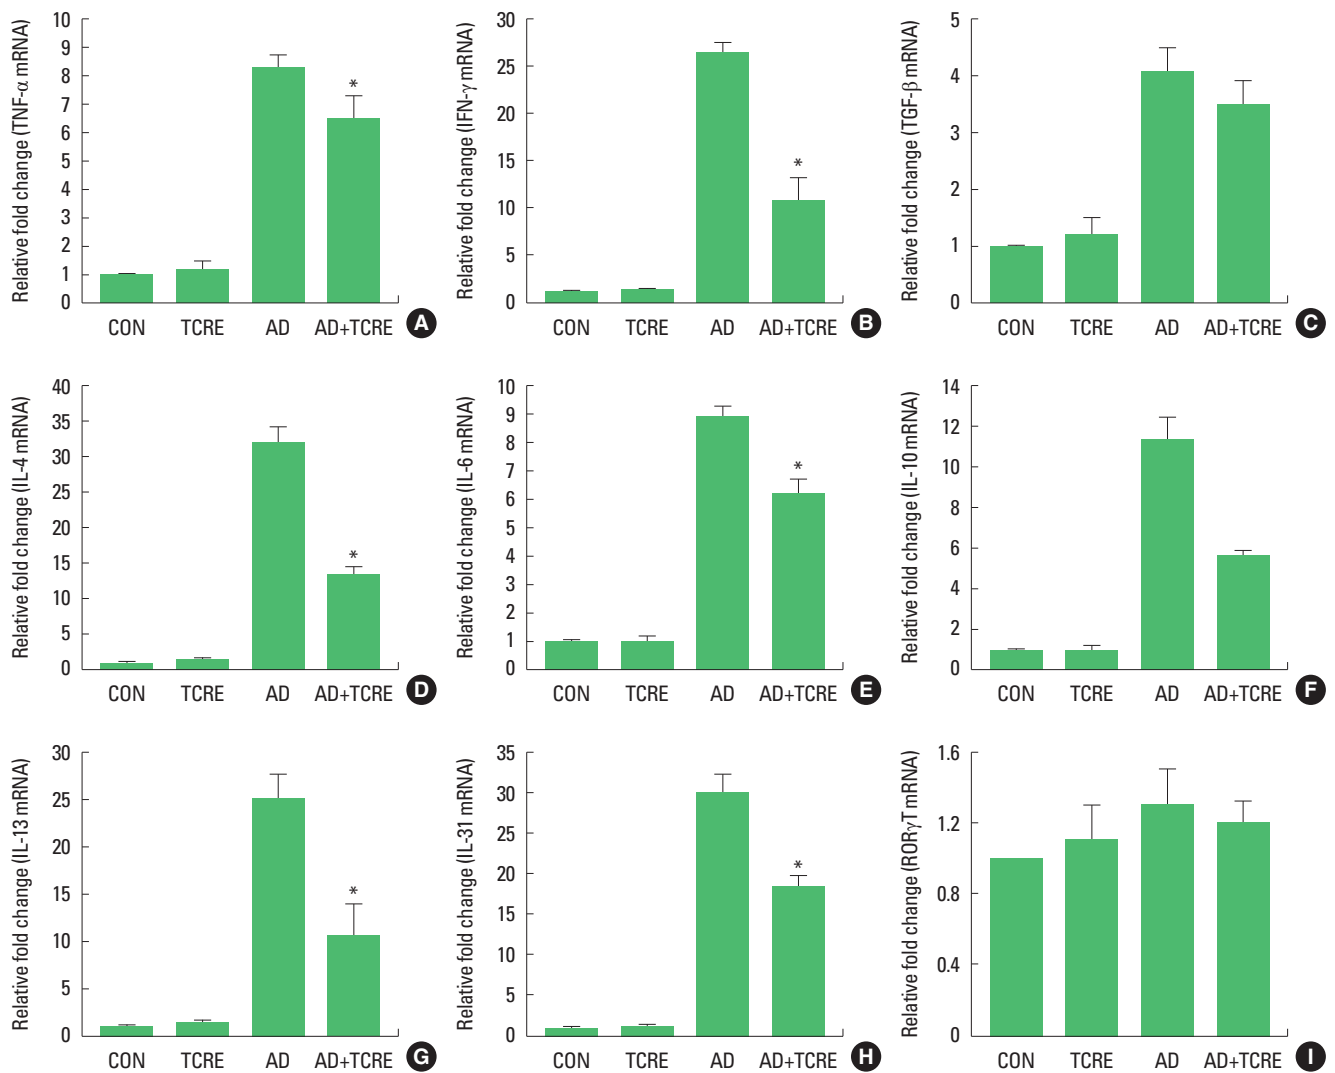 Relative fold change (TNF-α mRNA)
10
9
8
7
6
5
4
3
2
1
0
*
CON TCRE AD AD+TCRE
A
Relative fold change (IFN-γ mRNA)
30
25
20
15
10
5
0
*
CON TCRE AD AD+TCRE
B
Relative fold change (TGF-β mRNA)
5
4
3
2
1
0
CON TCRE AD AD+TCRE
C
Relative fold change (IL-4 mRNA)
40
35
30
25
20
15
10
5
0
*
CON TCRE AD AD+TCRE
D
Relative fold change (IL-6 mRNA)
10
9
8
7
6
5
4
3
2
1
0
*
CON TCRE AD AD+TCRE
E
Relative fold change (IL-10 mRNA)
14
12
10
8
6
4
2
0
CON TCRE AD AD+TCRE
F
Relative fold change (IL-13 mRNA)
30
25
20
15
10
5
0
*
CON TCRE AD AD+TCRE
G
Relative fold change (IL-31 mRNA)
35
30
25
20
15
10
5
0
*
CON TCRE AD AD+TCRE
H
Relative fold change (RORγT mRNA)
1.6
1.2
0.8
0.4
0
CON TCRE AD AD+TCRE
I